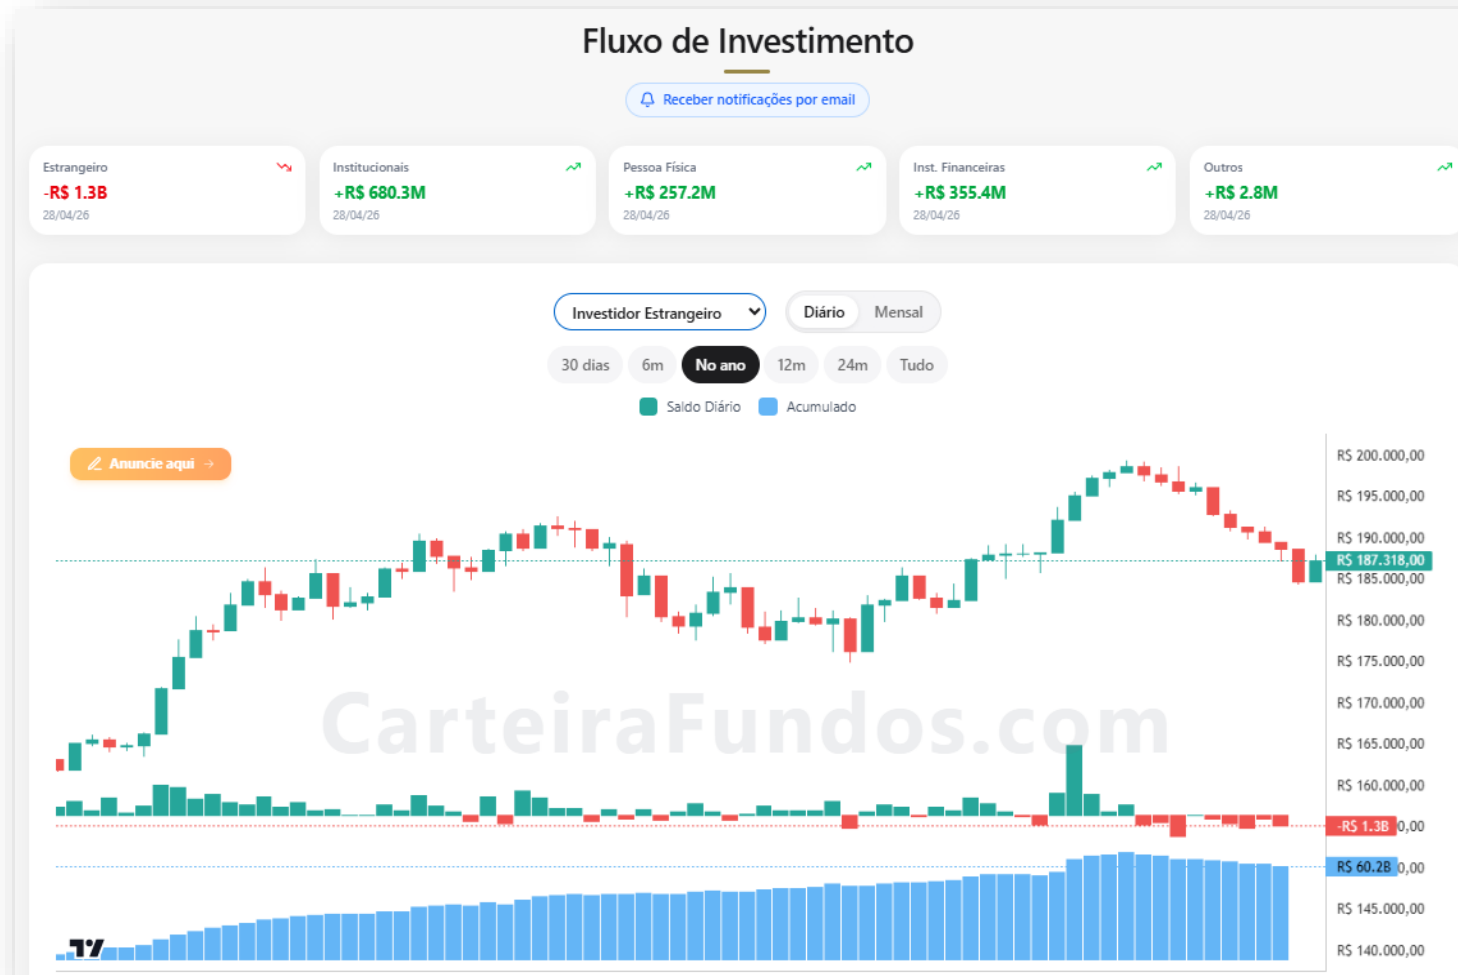 Fluxo de Investimento
Receber notificações por email
Estrangeiro
-R$ 1.3B
28/04/26
Institucionais
+R$ 680.3M
28/04/26
Pessoa Física
+R$ 257.2M
28/04/26
Inst. Financeiras
+R$ 355.4M
28/04/26
Outros
+R$ 2.8M
28/04/26
Investidor Estrangeiro
Diário Mensal
30 dias 6m No ano 12m 24m Tudo
Saldo Diário Acumulado
Anuncie aqui →
CarteiraFundos.com
R$ 200.000,00
R$ 195.000,00
R$ 190.000,00
R$ 187.318,00
R$ 185.000,00
R$ 180.000,00
R$ 175.000,00
R$ 170.000,00
R$ 165.000,00
R$ 160.000,00
-R$ 1.3B 0,00
R$ 60.2B 0,00
R$ 145.000,00
R$ 140.000,00